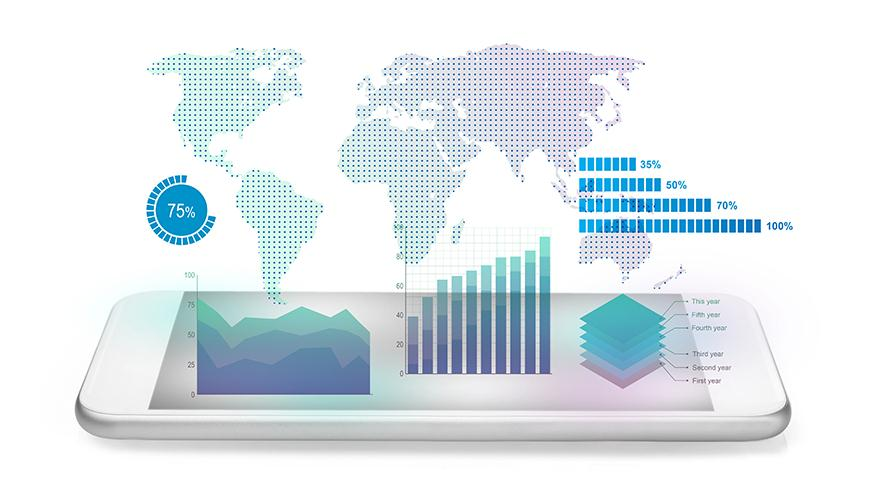 35%
50%
75%
70%
100%
100
80
60
40
20
0
100
75
50
25
0
This year
Fifth year
Fourth year
Third year
Second year
First year